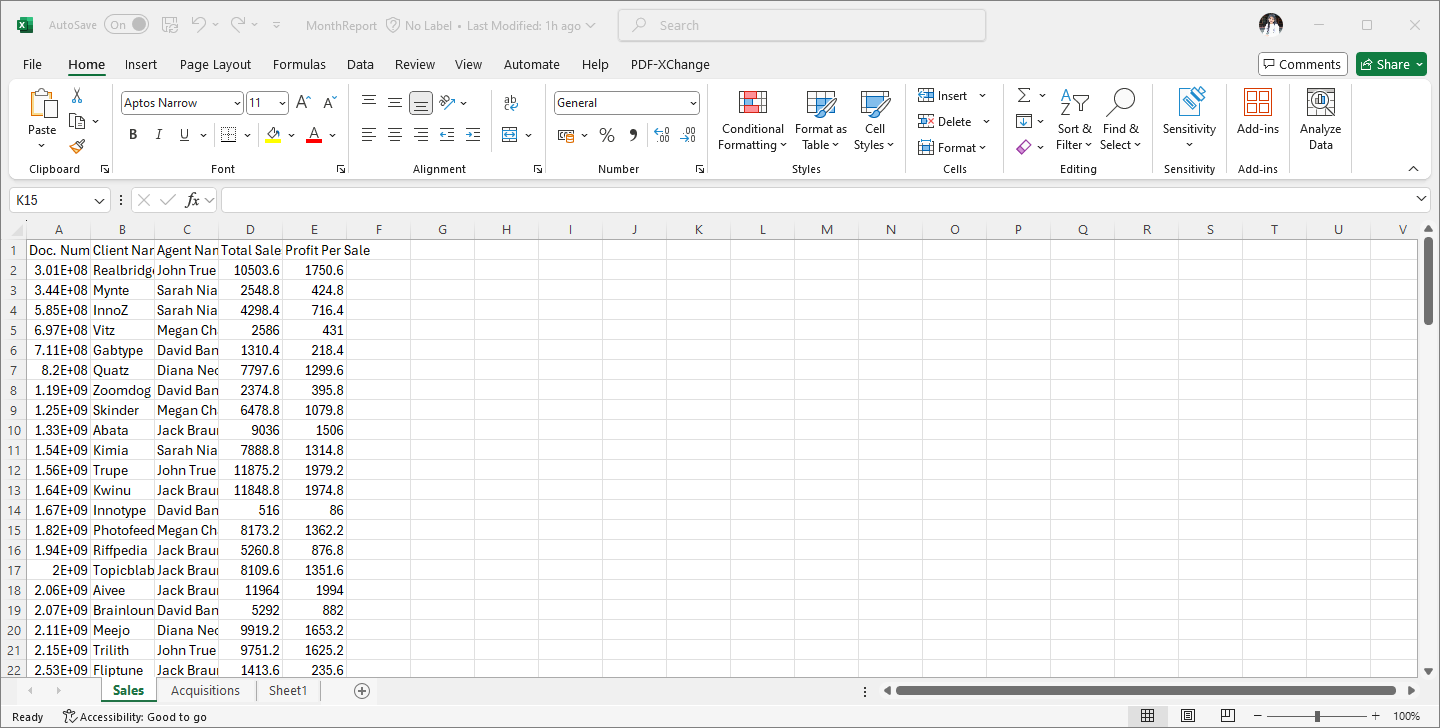 AutoSave On MonthReport No Label • Last Modified: 1h ago Search
File Home Insert Page Layout Formulas Data Review View Automate Help PDF-XChange Comments Share
Paste
Clipboard
Aptos Narrow 11
B I U A
Font
ab
Alignment
General
% 9 .00 .00
Number
Conditional Formatting
Format as Table
Cell Styles
Styles
Insert
Delete
Format
Cells
Sort & Filter
Find & Select
Editing
Sensitivity
Sensitivity
Add-ins
Add-ins
Analyze Data
K15 fx
A B C D E F G H I J K L M N O P Q R S T U V
1 Doc. Num Client Nar Agent Nan Total Sale Profit Per Sale
2 3.01E+08 Realbridge John True 10503.6 1750.6
3 3.44E+08 Mynte Sarah Nia 2548.8 424.8
4 5.85E+08 InnoZ Sarah Nia 4298.4 716.4
5 6.97E+08 Vitz Megan Ch 2586 431
6 7.11E+08 Gabtype David Ban 1310.4 218.4
7 8.2E+08 Quatz Diana Neo 7797.6 1299.6
8 1.19E+09 Zoomdog David Ban 2374.8 395.8
9 1.25E+09 Skinder Megan Ch 6478.8 1079.8
10 1.33E+09 Abata Jack Brau 9036 1506
11 1.54E+09 Kimia Sarah Nia 7888.8 1314.8
12 1.56E+09 Trupe John True 11875.2 1979.2
13 1.64E+09 Kwinu Jack Brau 11848.8 1974.8
14 1.67E+09 Innotype David Ban 516 86
15 1.82E+09 Photofeed Megan Ch 8173.2 1362.2
16 1.94E+09 Riffpedia Jack Brau 5260.8 876.8
17 2E+09 Topicblab Jack Brau 8109.6 1351.6
18 2.06E+09 Aivee Jack Brau 11964 1994
19 2.07E+09 Brainloun David Ban 5292 882
20 2.11E+09 Meejo Diana Neo 9919.2 1653.2
21 2.15E+09 Trilith John True 9751.2 1625.2
22 2.53E+09 Fliptune Jack Brau 1413.6 235.6
Sales Acquisitions Sheet1
Ready Accessibility: Good to go 100%